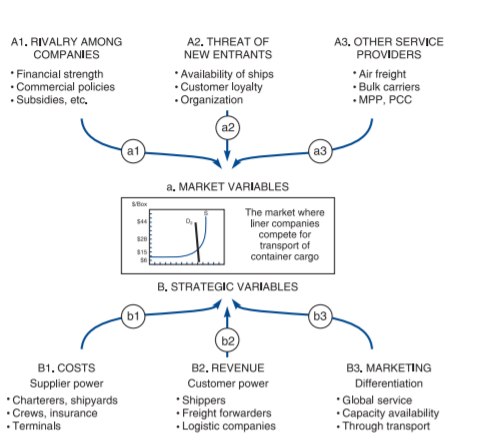 A1. RIVALRY AMONG
COMPANIES
• Financial strength
• Commercial policies
• Subsidies, etc.
A2. THREAT OF
NEW ENTRANTS
• Availability of ships
• Customer loyalty
• Organization
A3. OTHER SERVICE
PROVIDERS
• Air freight
• Bulk carriers
• MPP, PCC
a1
a2
a3
a. MARKET VARIABLES
$/Box
$44
$28
$15
$6
S
The market where
liner companies
compete for
transport of
container cargo
B. STRATEGIC VARIABLES
b1
b2
b3
B1. COSTS
Supplier power
• Charterers, shipyards
• Crews, insurance
• Terminals
B2. REVENUE
Customer power
• Shippers
• Freight forwarders
• Logistic companies
B3. MARKETING
Differentiation
• Global service
• Capacity availability
• Through transport